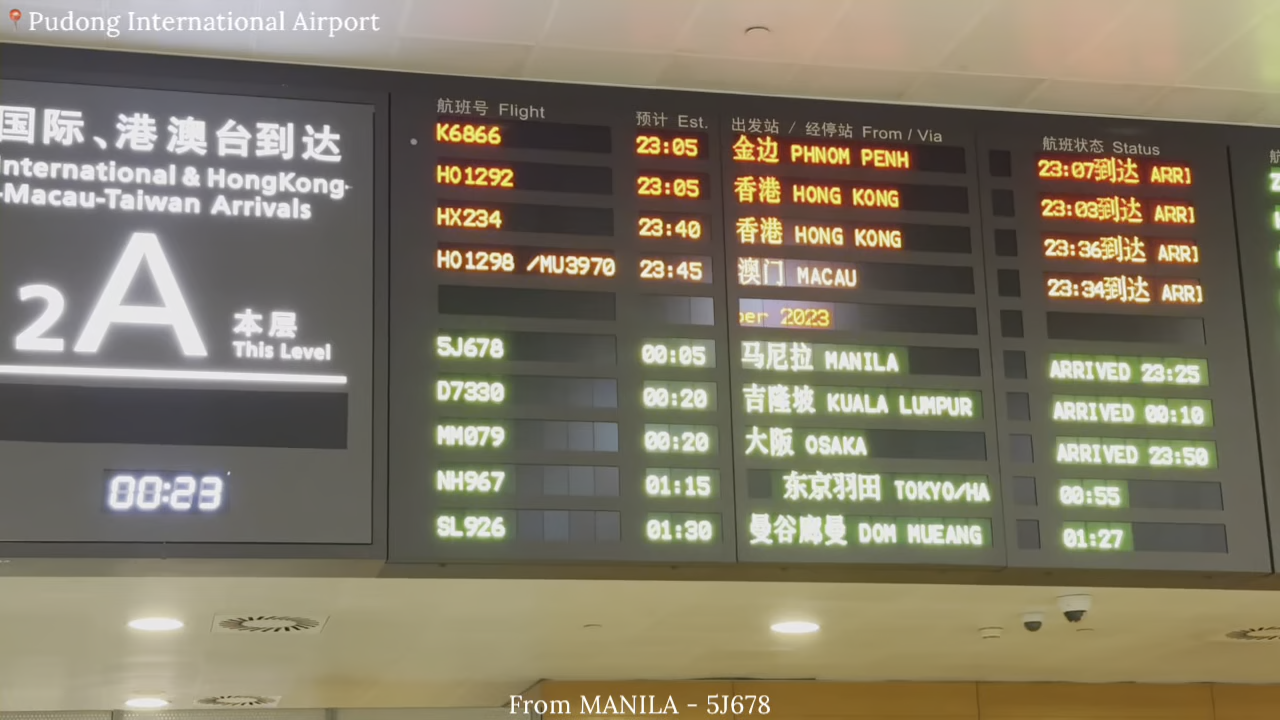 Pudong International Airport
国际、港澳台到达
International & HongKong-
-Macau-Taiwan Arrivals
2A 本层
This Level
00:23
航班号 Flight 预计 Est. 出发站 / 经停站 From / Via 航班状态 Status
K6866 23:05 金边 PHNOM PENH 23:07到达 ARRI
HO1292 23:05 香港 HONG KONG 23:03到达 ARRI
HX234 23:40 香港 HONG KONG 23:36到达 ARRI
HO1298 /MU3970 23:45 澳门 MACAU 23:34到达 ARRI
ber 2023
5J678 00:05 马尼拉 MANILA ARRIVED 23:25
D7330 00:20 吉隆坡 KUALA LUMPUR ARRIVED 00:10
MM079 00:20 大阪 OSAKA ARRIVED 23:50
NH967 01:15 东京羽田 TOKYO/HA 00:55
SL926 01:30 曼谷廊曼 DOM MUEANG 01:27
From MANILA - 5J678